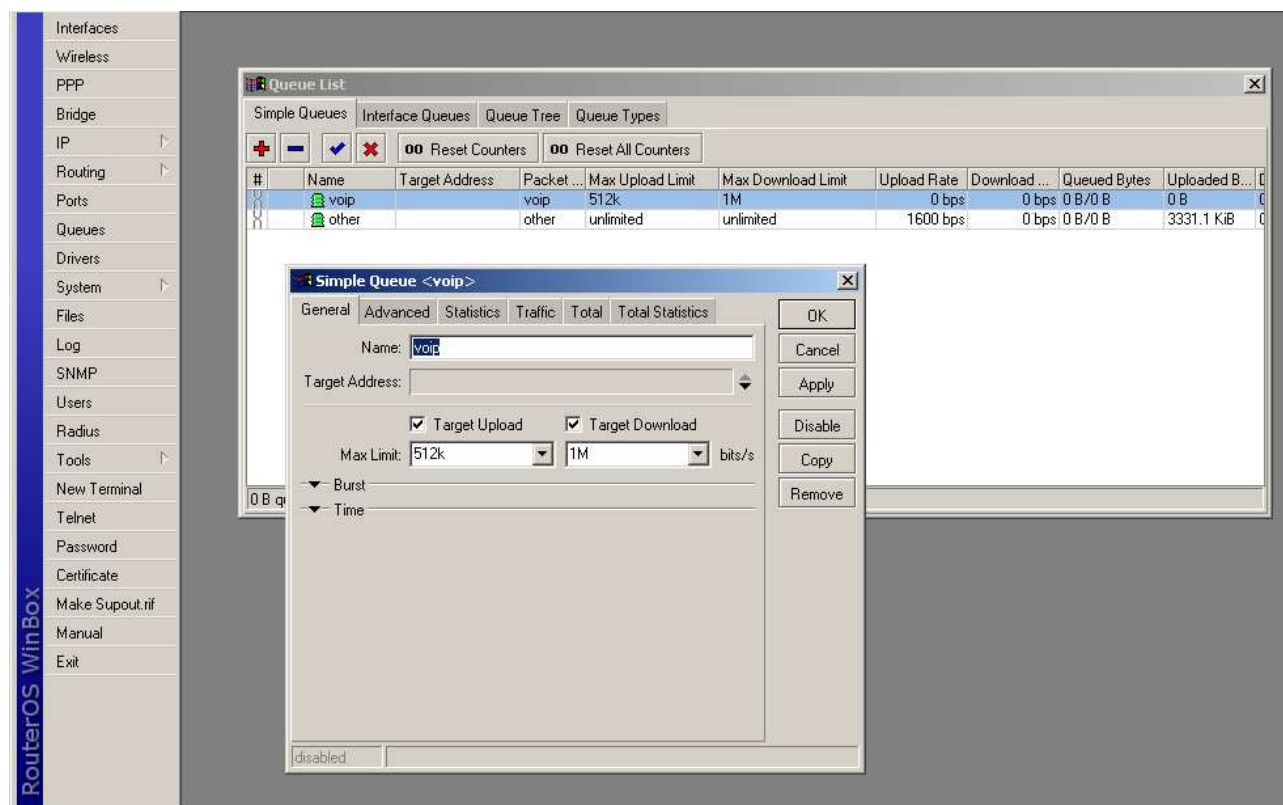 Interfaces
Wireless
PPP
Bridge
IP
Routing
Ports
Queues
Drivers
System
Files
Log
SNMP
Users
Radius
Tools
New Terminal
Telnet
Password
Certificate
Make Supout.rif
Manual
Exit
RouterOS WinBox
Queue List
Simple Queues Interface Queues Queue Tree Queue Types
00 Reset Counters 00 Reset All Counters
# Name Target Address Packet ... Max Upload Limit Max Download Limit Upload Rate Download ... Queued Bytes Uploaded B... D
voip voip 512k 1M 0 bps 0 bps 0 B/0 B 0 B
other other unlimited unlimited 1600 bps 0 bps 0 B/0 B 3331.1 KiB
0 B
Simple Queue <voip>
General Advanced Statistics Traffic Total Total Statistics
Name: voip
Target Address:
Target Upload Target Download
Max Limit: 512k 1M bits/s
Burst
Time
OK
Cancel
Apply
Disable
Copy
Remove
disabled